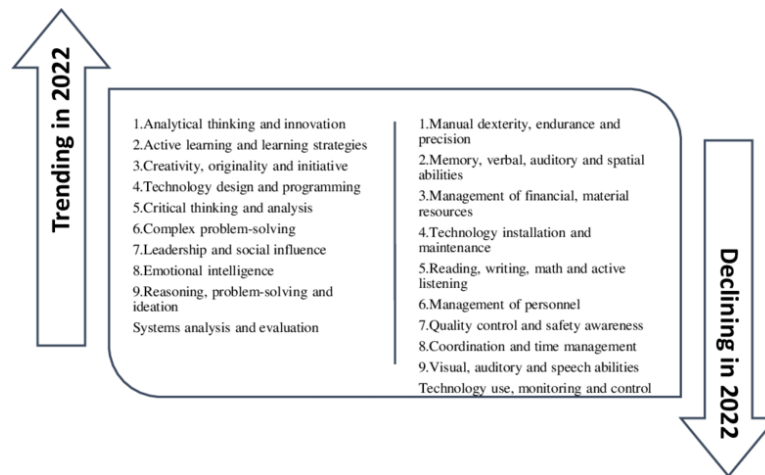 Trending in 2022
1.Analytical thinking and innovation
2.Active learning and learning strategies
3.Creativity, originality and initiative
4.Technology design and programming
5.Critical thinking and analysis
6.Complex problem-solving
7.Leadership and social influence
8.Emotional intelligence
9.Reasoning, problem-solving and
ideation
Systems analysis and evaluation
1.Manual dexterity, endurance and
precision
2.Memory, verbal, auditory and spatial
abilities
3.Management of financial, material
resources
4.Technology installation and
maintenance
5.Reading, writing, math and active
listening
6.Management of personnel
7.Quality control and safety awareness
8.Coordination and time management
9.Visual, auditory and speech abilities
Technology use, monitoring and control
Declining in 2022